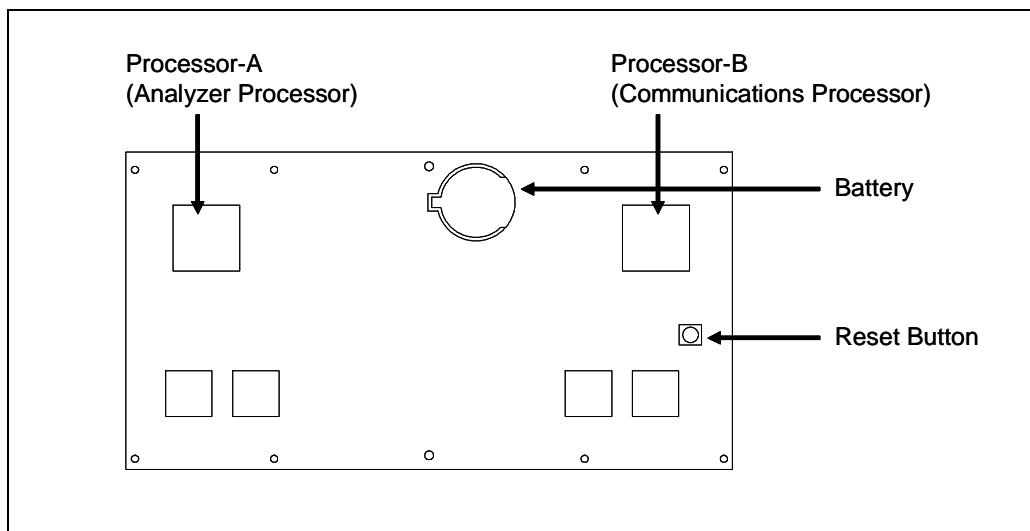 Processor-A
(Analyzer Processor)
Processor-B
(Communications Processor)
Battery
Reset Button